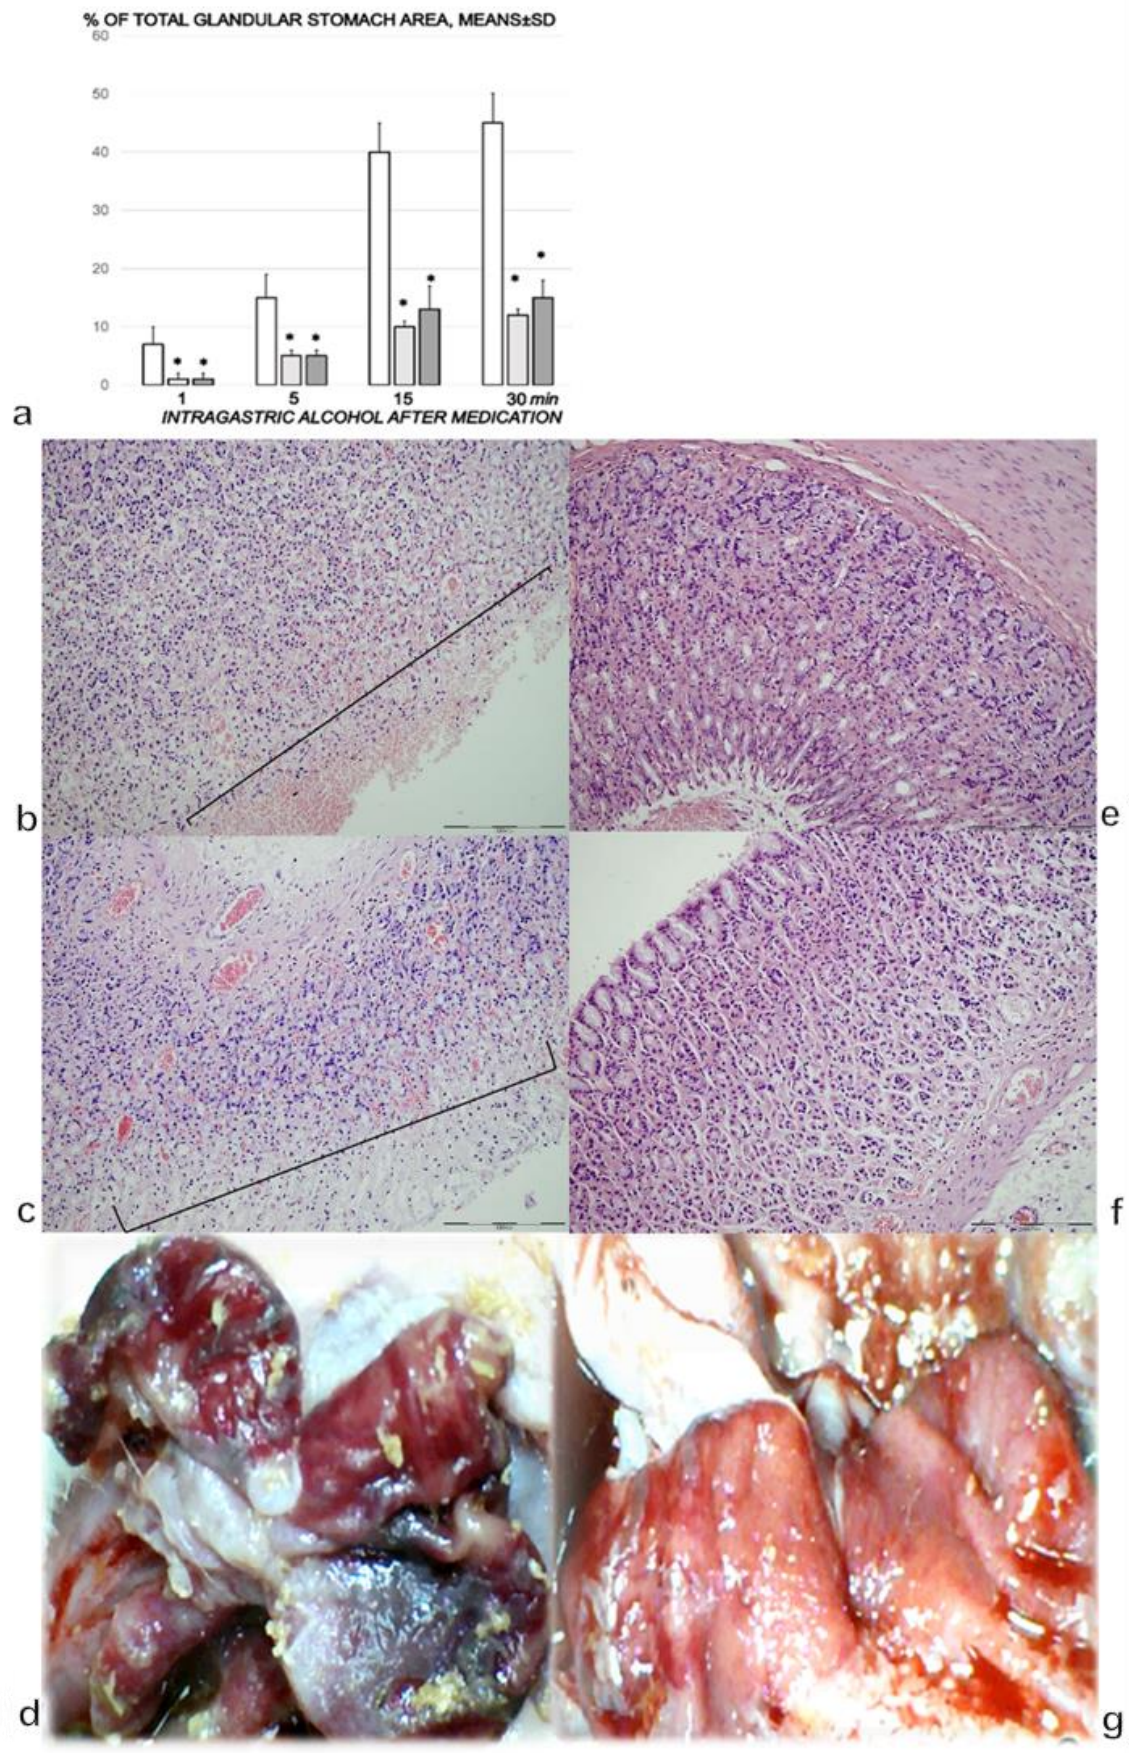 % OF TOTAL GLANDULAR STOMACH AREA, MEANS±SD
60
50
40
30
20
10
0
* * * * * * * *
1 5 15 30 min
INTRAGASTRIC ALCOHOL AFTER MEDICATION
a
b
e
c
f
d
g